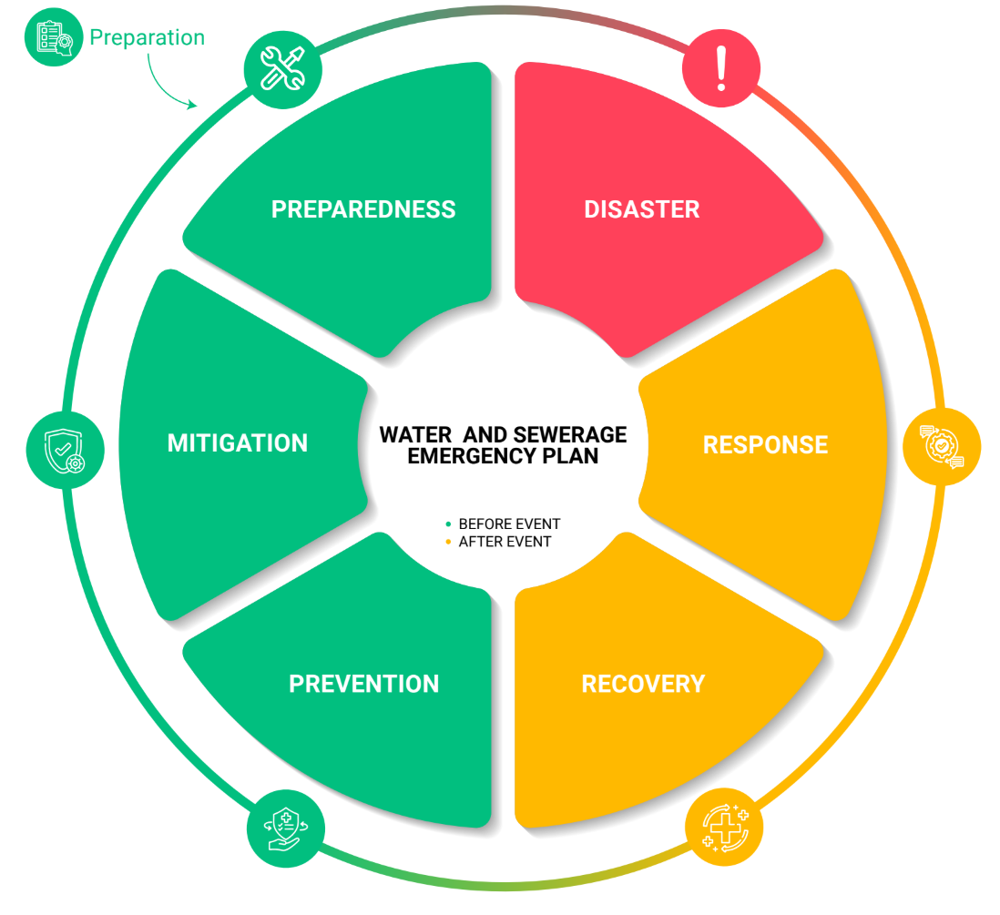 Preparation
PREPAREDNESS
DISASTER
MITIGATION
WATER AND SEWERAGE
EMERGENCY PLAN
RESPONSE
BEFORE EVENT
AFTER EVENT
PREVENTION
RECOVERY